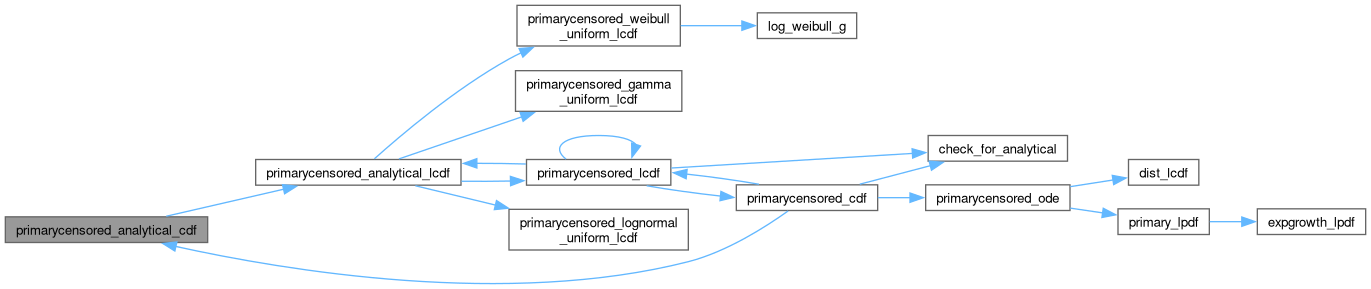 primarycensored_weibull
_uniform_lcdf
log_weibull_g
primarycensored_gamma
_uniform_lcdf
check_for_analytical
primarycensored_analytical_lcdf
primarycensored_lcdf
dist_lcdf
primarycensored_cdf
primarycensored_ode
primarycensored_analytical_cdf
primarycensored_lognormal
_uniform_lcdf
primary_lpdf
expgrowth_lpdf